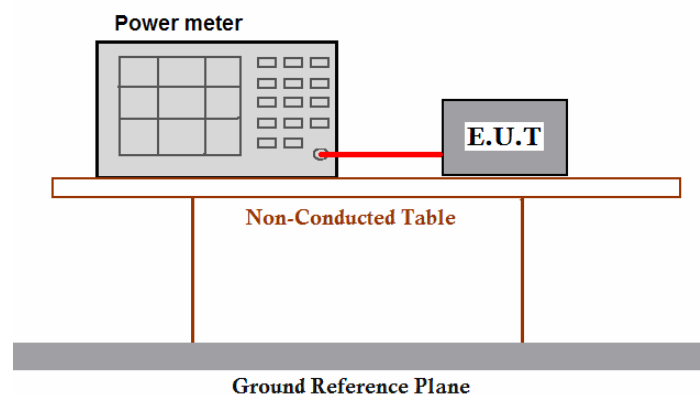 Power meter
E.U.T
Non-Conducted Table
Ground Reference Plane